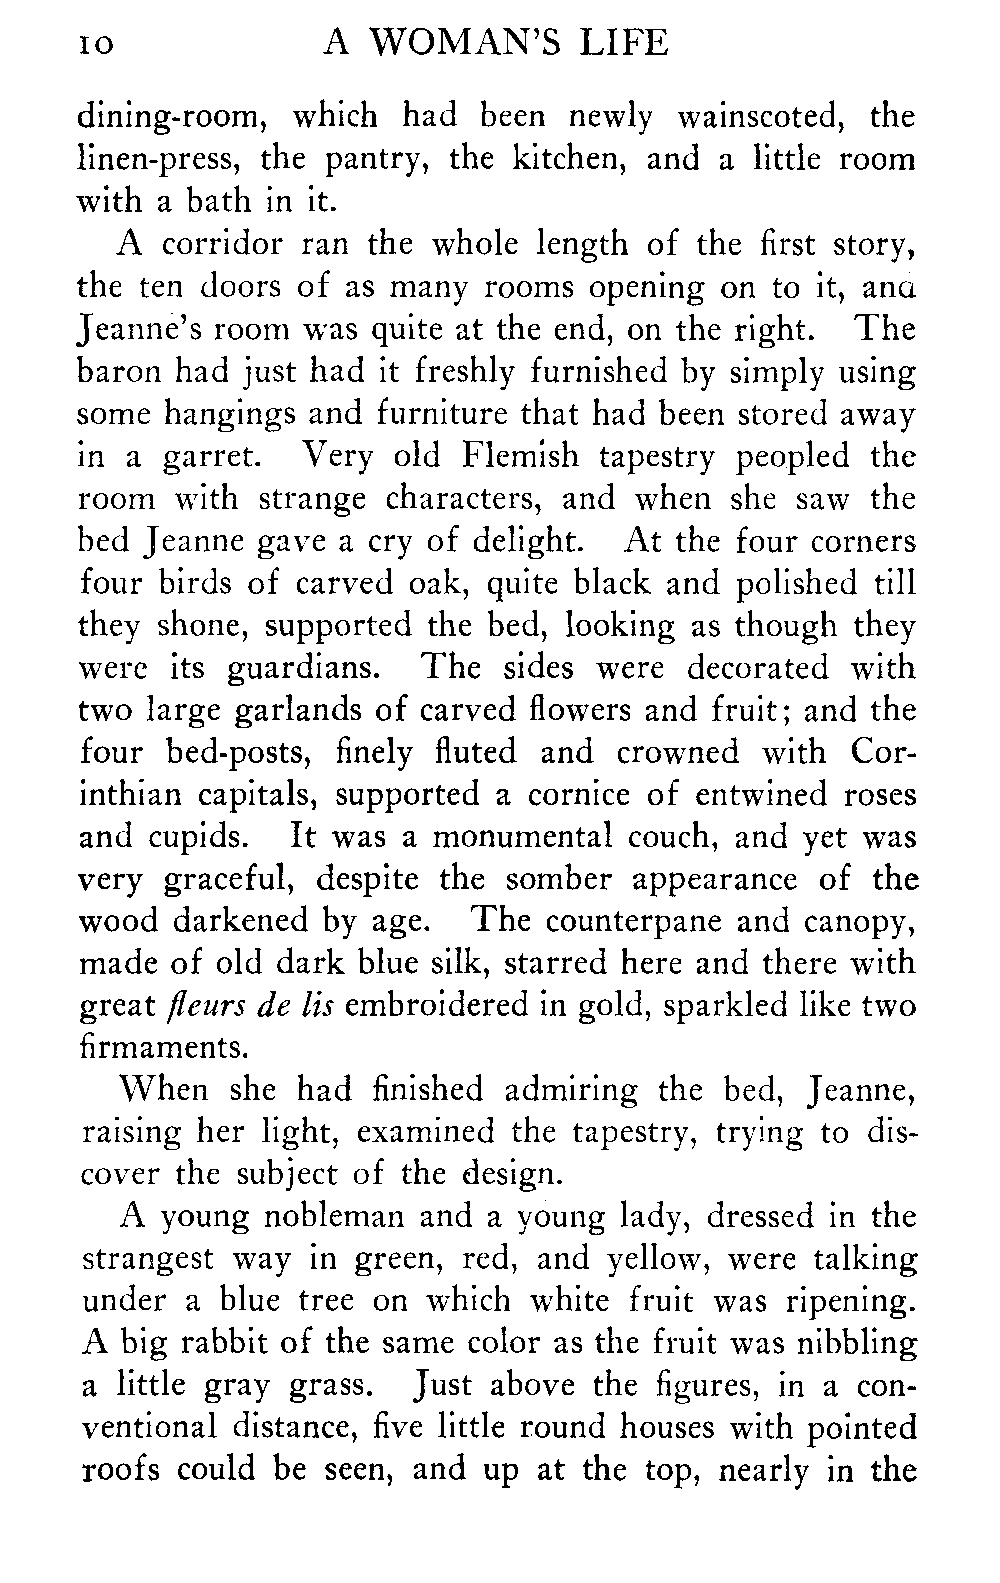 10 A WOMAN'S LIFE
dining-room, which had been newly wainscoted, the
linen-press, the pantry, the kitchen, and a little room
with a bath in it.
A corridor ran the whole length of the first story,
the ten doors of as many rooms opening on to it, and
Jeanne's room was quite at the end, on the right. The
baron had just had it freshly furnished by simply using
some hangings and furniture that had been stored away
in a garret. Very old Flemish tapestry peopled the
room with strange characters, and when she saw the
bed Jeanne gave a cry of delight. At the four corners
four birds of carved oak, quite black and polished till
they shone, supported the bed, looking as though they
were its guardians. The sides were decorated with
two large garlands of carved flowers and fruit; and the
four bed-posts, finely fluted and crowned with Cor-
inthian capitals, supported a cornice of entwined roses
and cupids. It was a monumental couch, and yet was
very graceful, despite the somber appearance of the
wood darkened by age. The counterpane and canopy,
made of old dark blue silk, starred here and there with
great fleurs de lis embroidered in gold, sparkled like two
firmaments.
When she had finished admiring the bed, Jeanne,
raising her light, examined the tapestry, trying to dis-
cover the subject of the design.
A young nobleman and a young lady, dressed in the
strangest way in green, red, and yellow, were talking
under a blue tree on which white fruit was ripening.
A big rabbit of the same color as the fruit was nibbling
a little gray grass. Just above the figures, in a con-
ventional distance, five little round houses with pointed
roofs could be seen, and up at the top, nearly in the